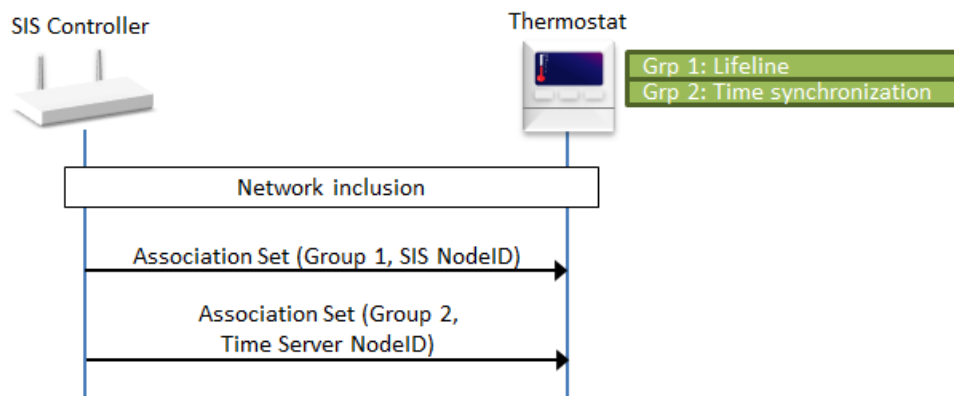 SIS Controller
Thermostat
Grp 1: Lifeline
Grp 2: Time synchronization
Network inclusion
Association Set (Group 1, SIS NodeID)
Association Set (Group 2,
Time Server NodeID)